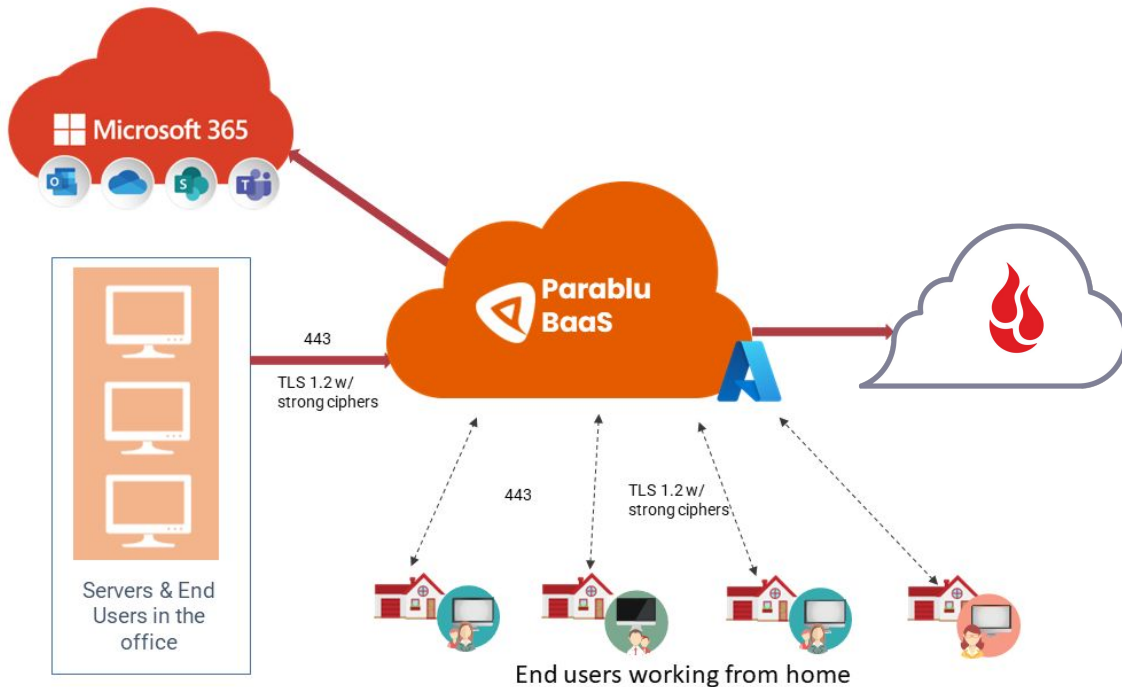 Microsoft 365
Parablu
BaaS
443
TLS 1.2 w/
strong ciphers
443
TLS 1.2 w/
strong ciphers
Servers & End
Users in the
office
End users working from home